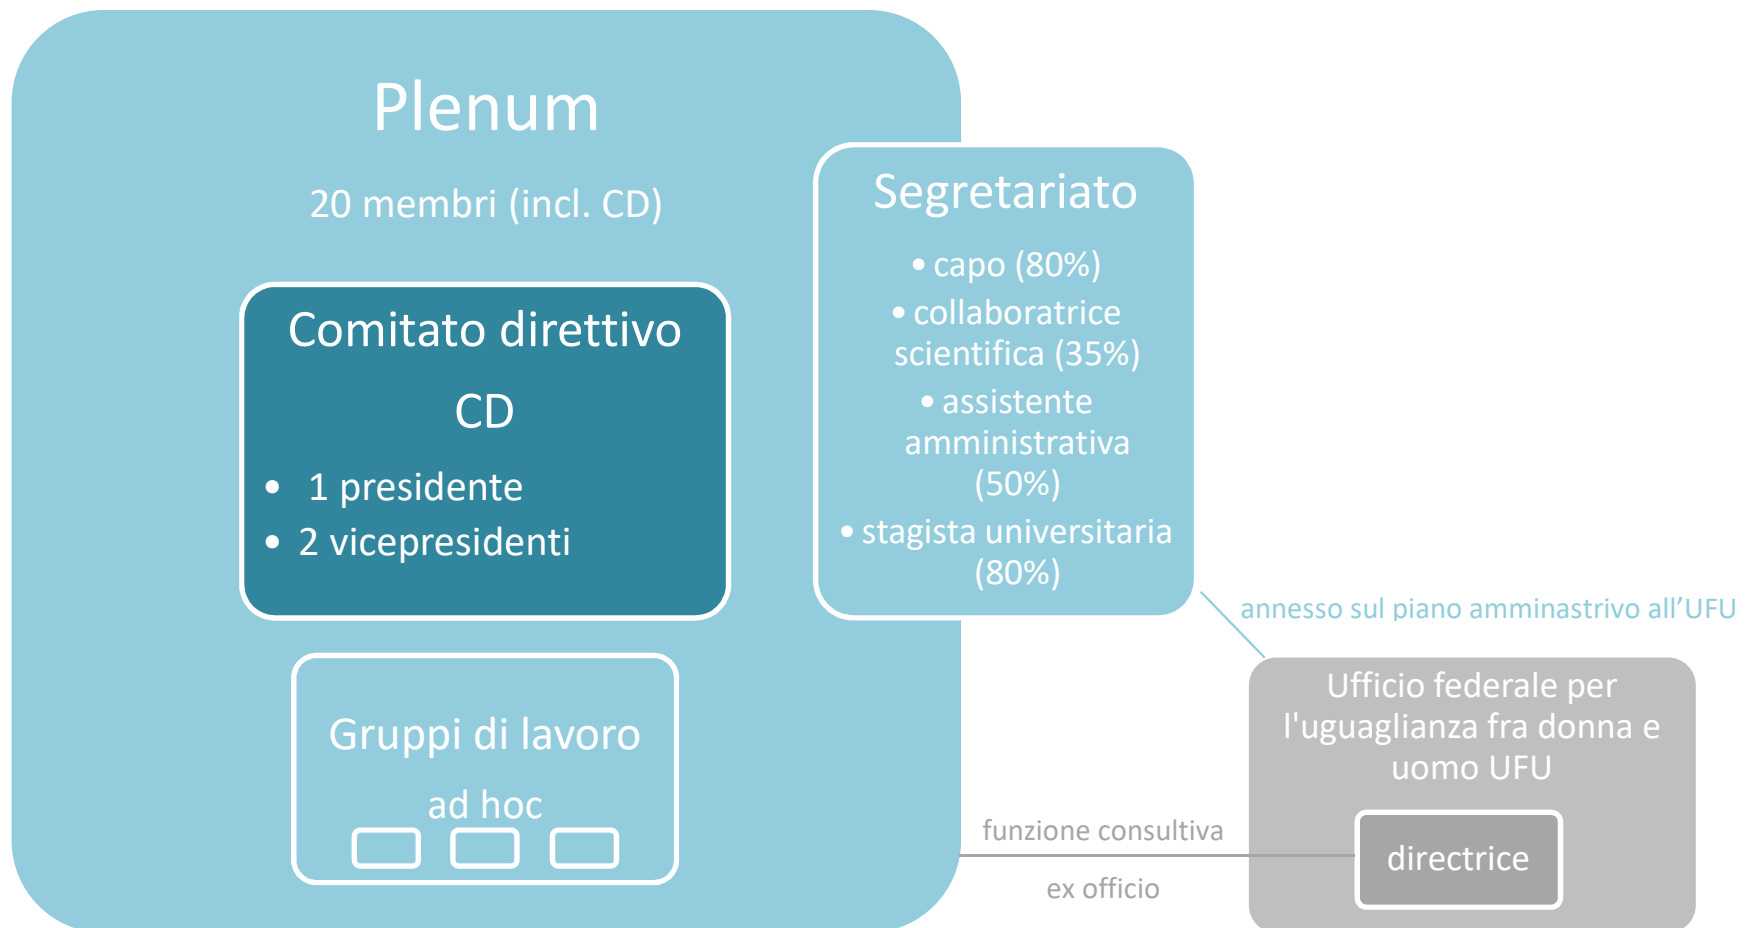 Plenum
20 membri (incl. CD)
Comitato direttivo
CD
• 1 presidente
• 2 vicepresidenti
Gruppi di lavoro
ad hoc
Segretariato
• capo (80%)
• collaboratrice
scientifica (35%)
• assistente
amministrativa
(50%)
• stagista universitaria
(80%)
annesso sul piano amminastrivo all’UFU
Ufficio federale per
l'uguaglianza fra donna e
uomo UFU
directrice
funzione consultiva
ex officio